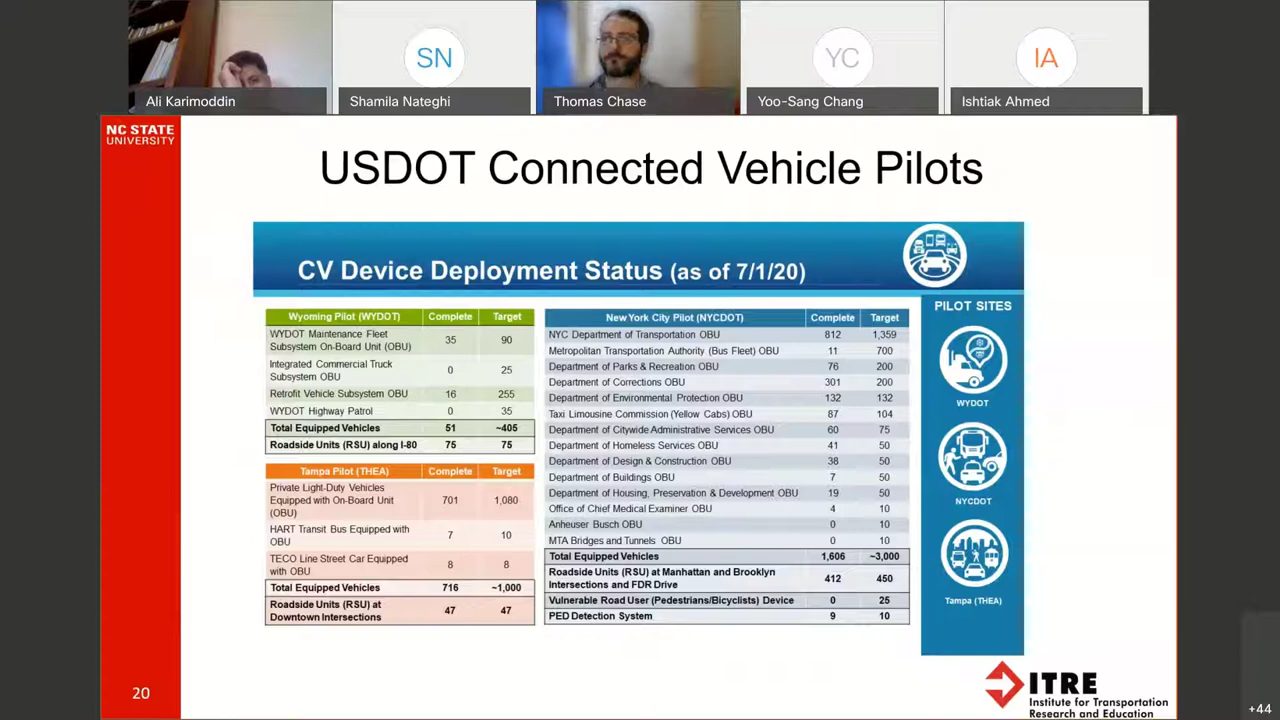 SN
YC
IA
Ali Karimoddin
Shamila Nateghi
Thomas Chase
Yoo-Sang Chang
Ishtiak Ahmed
NC STATE
UNIVERSITY
USDOT Connected Vehicle Pilots
CV Device Deployment Status (as of 7/1/20)
Wyoming Pilot (WYDOT) Complete Target
WYDOT Maintenance Fleet
Subsystem On-Board Unit (OBU) 35 90
Integrated Commercial Truck
Subsystem OBU 0 25
Retrofit Vehicle Subsystem OBU 16 255
WYDOT Highway Patrol 0 35
Total Equipped Vehicles 51 ~405
Roadside Units (RSU) along I-80 75 75
Tampa Pilot (THEA) Complete Target
Private Light-Duty Vehicles
Equipped with On-Board Unit 701 1,080
(OBU)
HART Transit Bus Equipped with
OBU 7 10
TECO Line Street Car Equipped
with OBU 8 8
Total Equipped Vehicles 716 ~1,000
Roadside Units (RSU) at
Downtown Intersections 47 47
New York City Pilot (NYCDOT) Complete Target
NYC Department of Transportation OBU 812 1,359
Metropolitan Transportation Authority (Bus Fleet) OBU 11 700
Department of Parks & Recreation OBU 76 200
Department of Corrections OBU 301 200
Department of Environmental Protection OBU 132 132
Taxi Limousine Commission (Yellow Cabs) OBU 87 104
Department of Citywide Administrative Services OBU 60 75
Department of Homeless Services OBU 41 50
Department of Design & Construction OBU 38 50
Department of Buildings OBU 7 50
Department of Housing, Preservation & Development OBU 19 50
Office of Chief Medical Examiner OBU 4 10
Anheuser Busch OBU 0 10
MTA Bridges and Tunnels OBU 0 10
Total Equipped Vehicles 1,606 ~3,000
Roadside Units (RSU) at Manhattan and Brooklyn
Intersections and FDR Drive 412 450
Vulnerable Road User (Pedestrians/Bicyclists) Device 0 25
PED Detection System 9 10
PILOT SITES
WYDOT
NYCDOT
Tampa (THEA)
20
ITRE
Institute for Transportation
Research and Education
+44